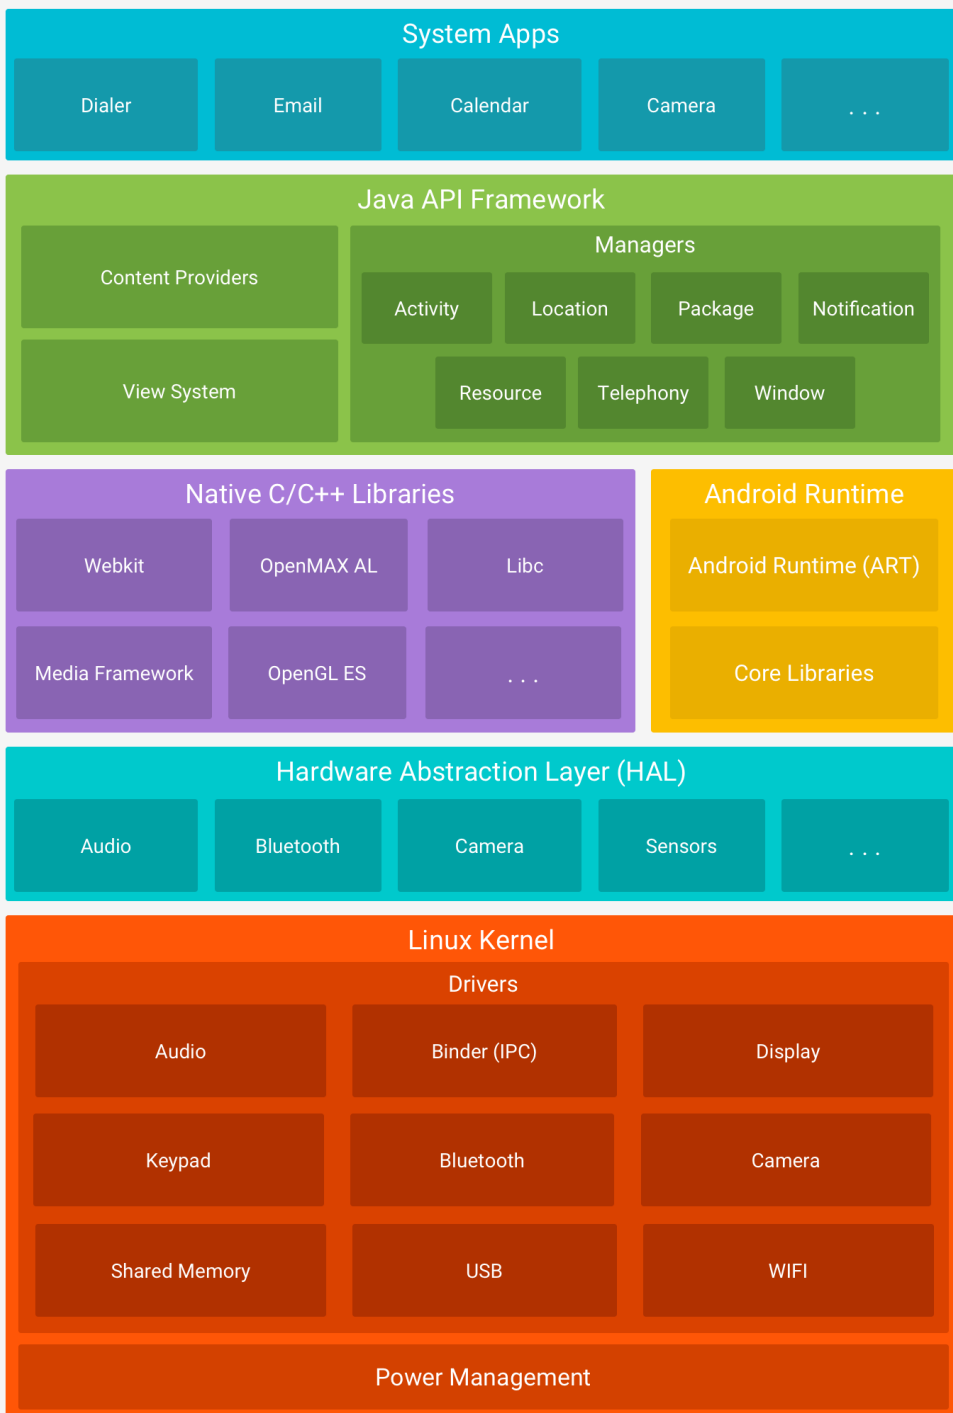 System Apps
Dialer
Email
Calendar
Camera
. . .
Java API Framework
Content Providers
View System
Managers
Activity
Location
Package
Notification
Resource
Telephony
Window
Native C/C++ Libraries
Webkit
OpenMAX AL
Libc
Media Framework
OpenGL ES
. . .
Android Runtime
Android Runtime (ART)
Core Libraries
Hardware Abstraction Layer (HAL)
Audio
Bluetooth
Camera
Sensors
. . .
Linux Kernel
Drivers
Audio
Binder (IPC)
Display
Keypad
Bluetooth
Camera
Shared Memory
USB
WIFI
Power Management